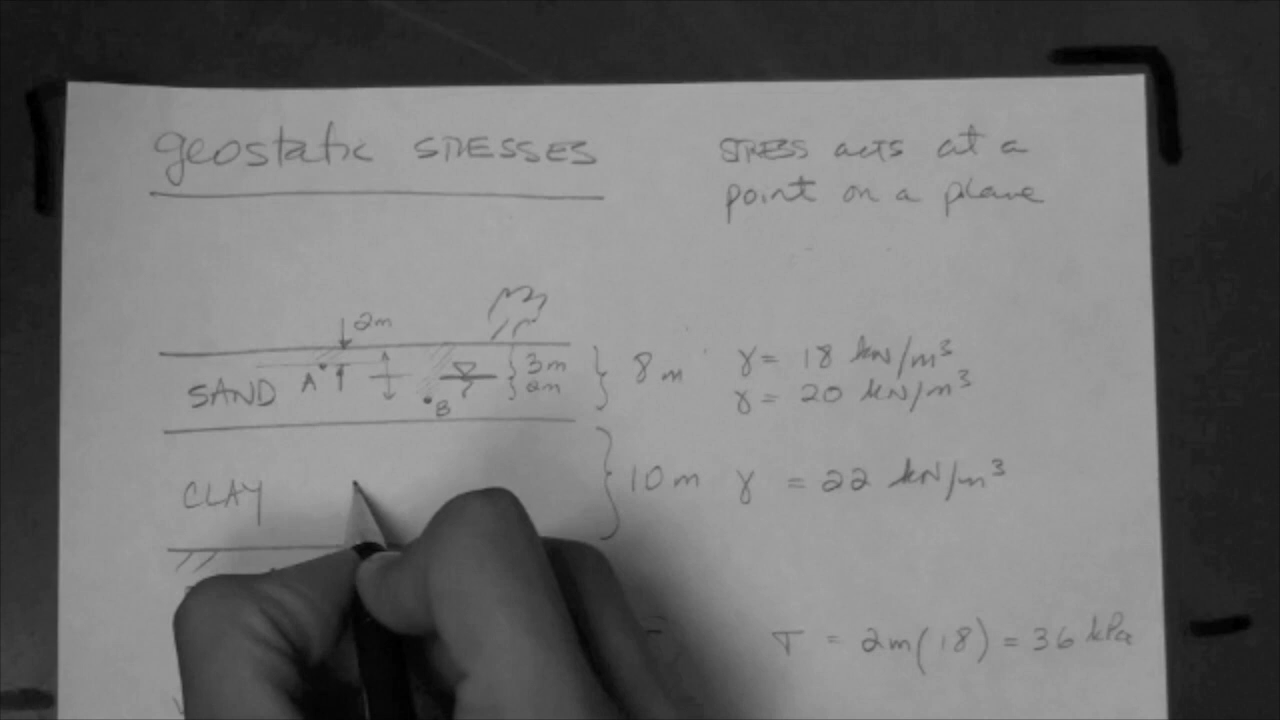 geostatic STRESSES
STRESS acts at a
point on a plane
2m
SAND A B 3m 2m 8m γ = 18 kN/m³
γ = 20 kN/m³
CLAY 10m γ = 22 kN/m³
σ = 2m(18) = 36 kPa